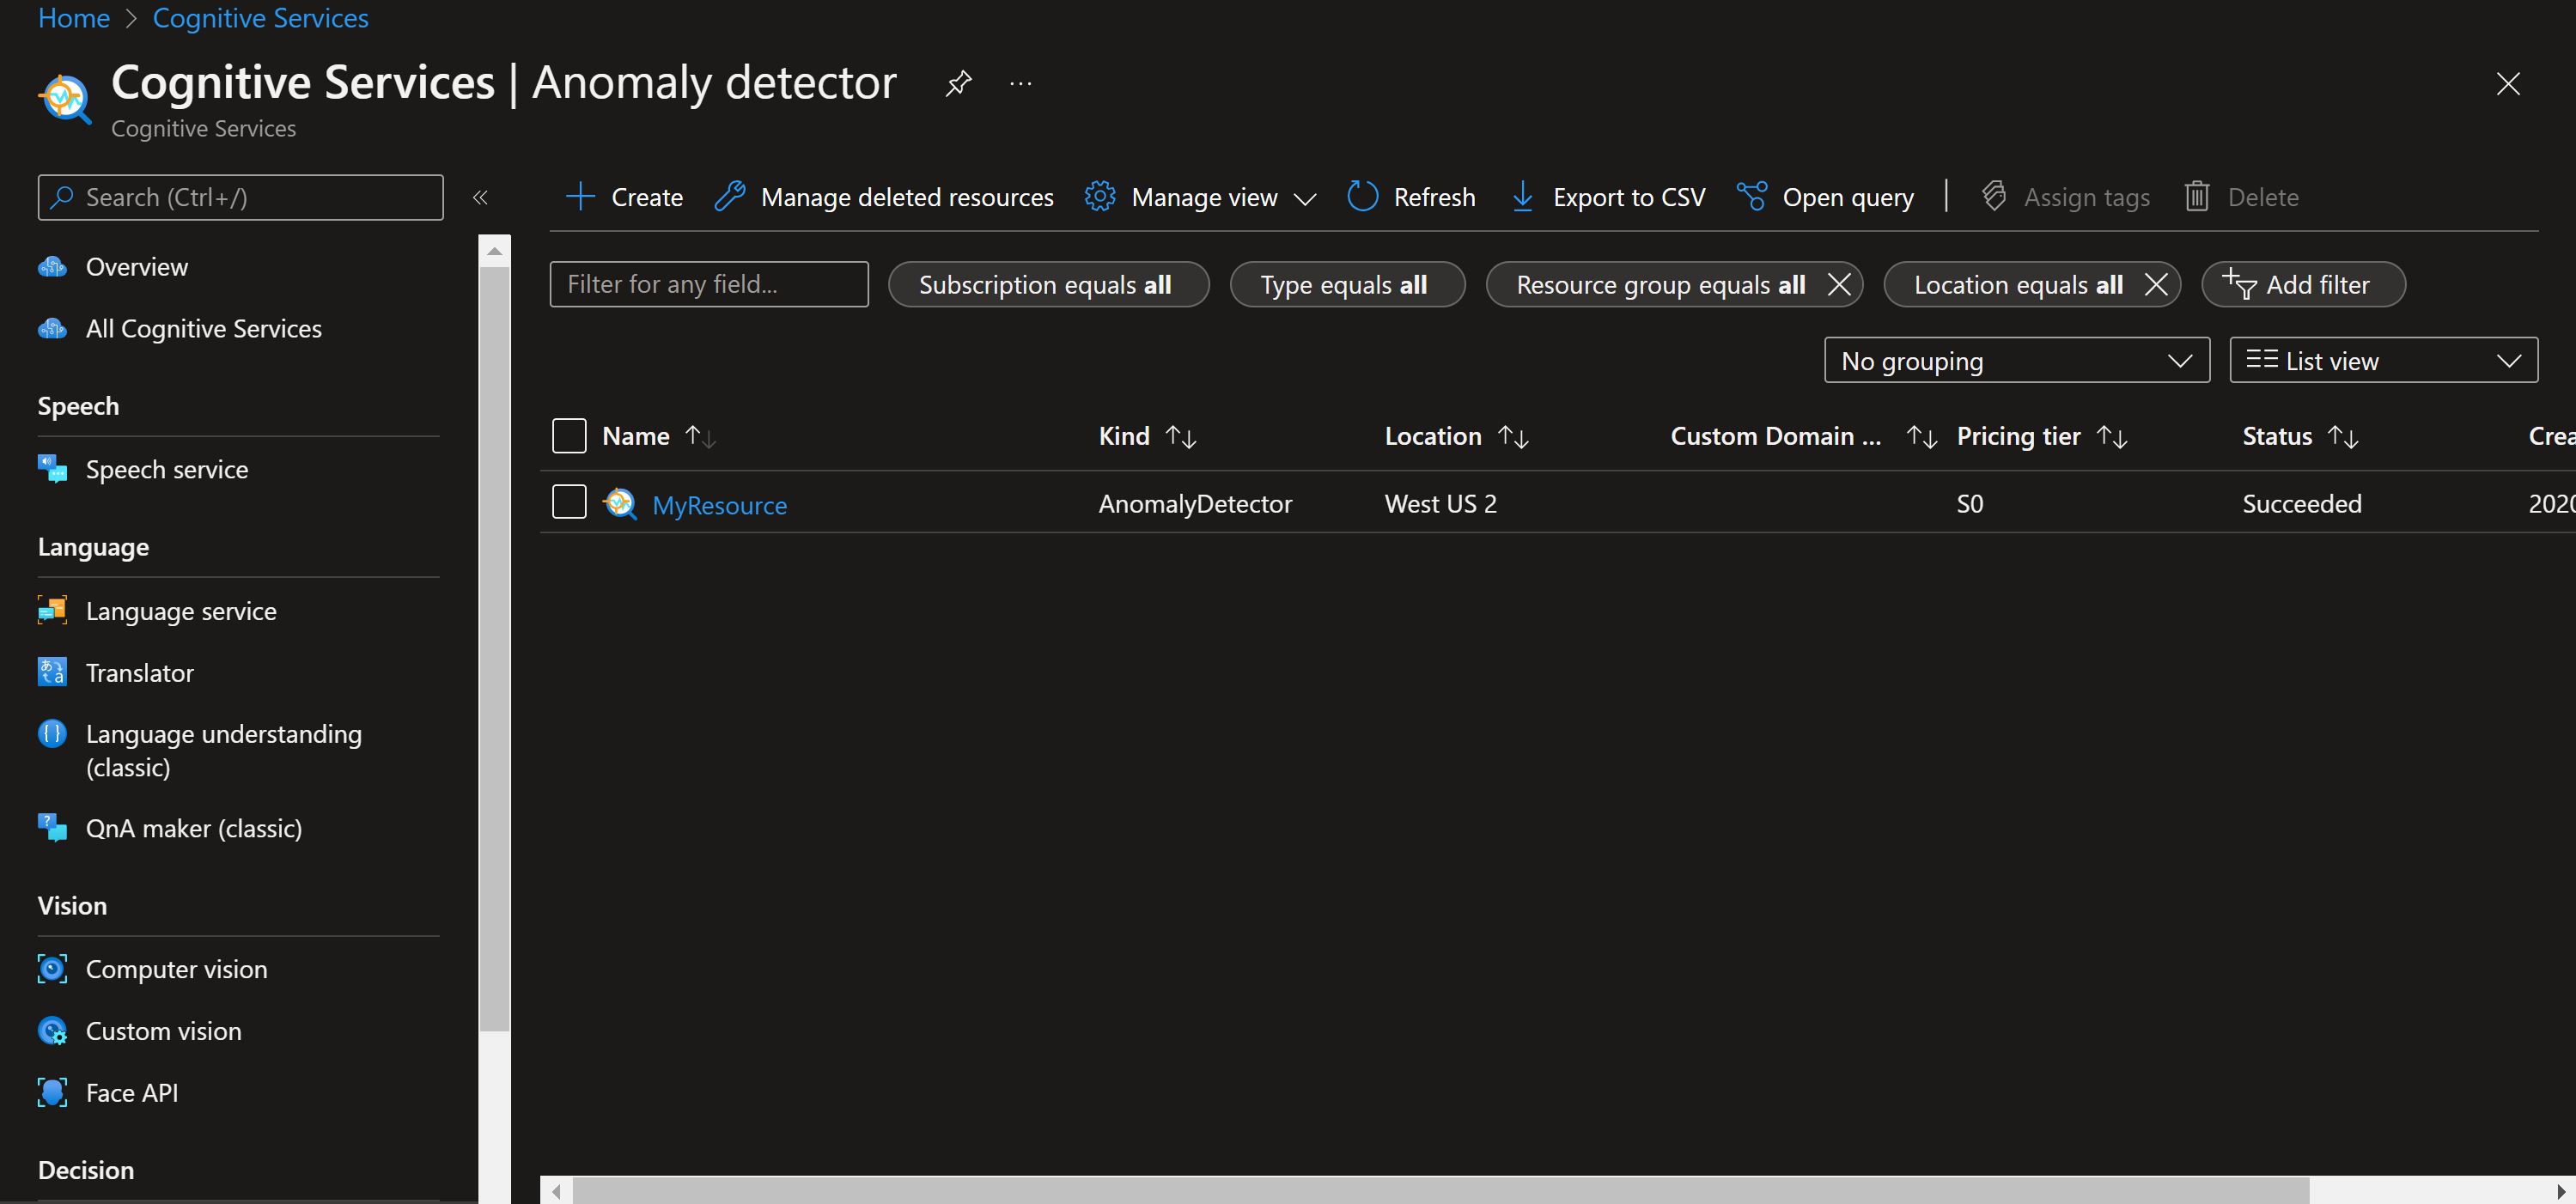 Home > Cognitive Services
Cognitive Services | Anomaly detector ...
Cognitive Services
Search (Ctrl+/)
«
Overview
All Cognitive Services
Speech
Speech service
Language
Language service
Translator
Language understanding
(classic)
QnA maker (classic)
Vision
Computer vision
Custom vision
Face API
Decision
Create Manage deleted resources Manage view Refresh Export to CSV Open query Assign tags Delete
Filter for any field... Subscription equals all Type equals all Resource group equals all Location equals all Add filter
No grouping List view
Name Kind Location Custom Domain ... Pricing tier Status Crea
MyResource AnomalyDetector West US 2 S0 Succeeded 2020